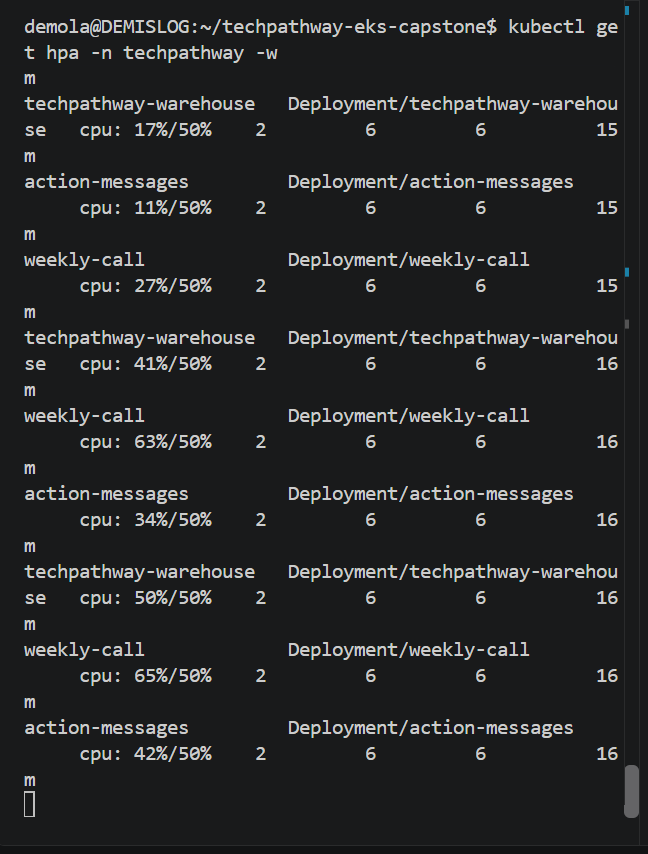 demola@DEMISLOG:~/techpathway-eks-capstone$ kubectl ge
t hpa -n techpathway -w
m
techpathway-warehouse   Deployment/techpathway-warehou
se   cpu: 17%/50%    2         6         6          15
m
action-messages         Deployment/action-messages
     cpu: 11%/50%    2         6         6          15
m
weekly-call             Deployment/weekly-call
     cpu: 27%/50%    2         6         6          15
m
techpathway-warehouse   Deployment/techpathway-warehou
se   cpu: 41%/50%    2         6         6          16
m
weekly-call             Deployment/weekly-call
     cpu: 63%/50%    2         6         6          16
m
action-messages         Deployment/action-messages
     cpu: 34%/50%    2         6         6          16
m
techpathway-warehouse   Deployment/techpathway-warehou
se   cpu: 50%/50%    2         6         6          16
m
weekly-call             Deployment/weekly-call
     cpu: 65%/50%    2         6         6          16
m
action-messages         Deployment/action-messages
     cpu: 42%/50%    2         6         6          16
m